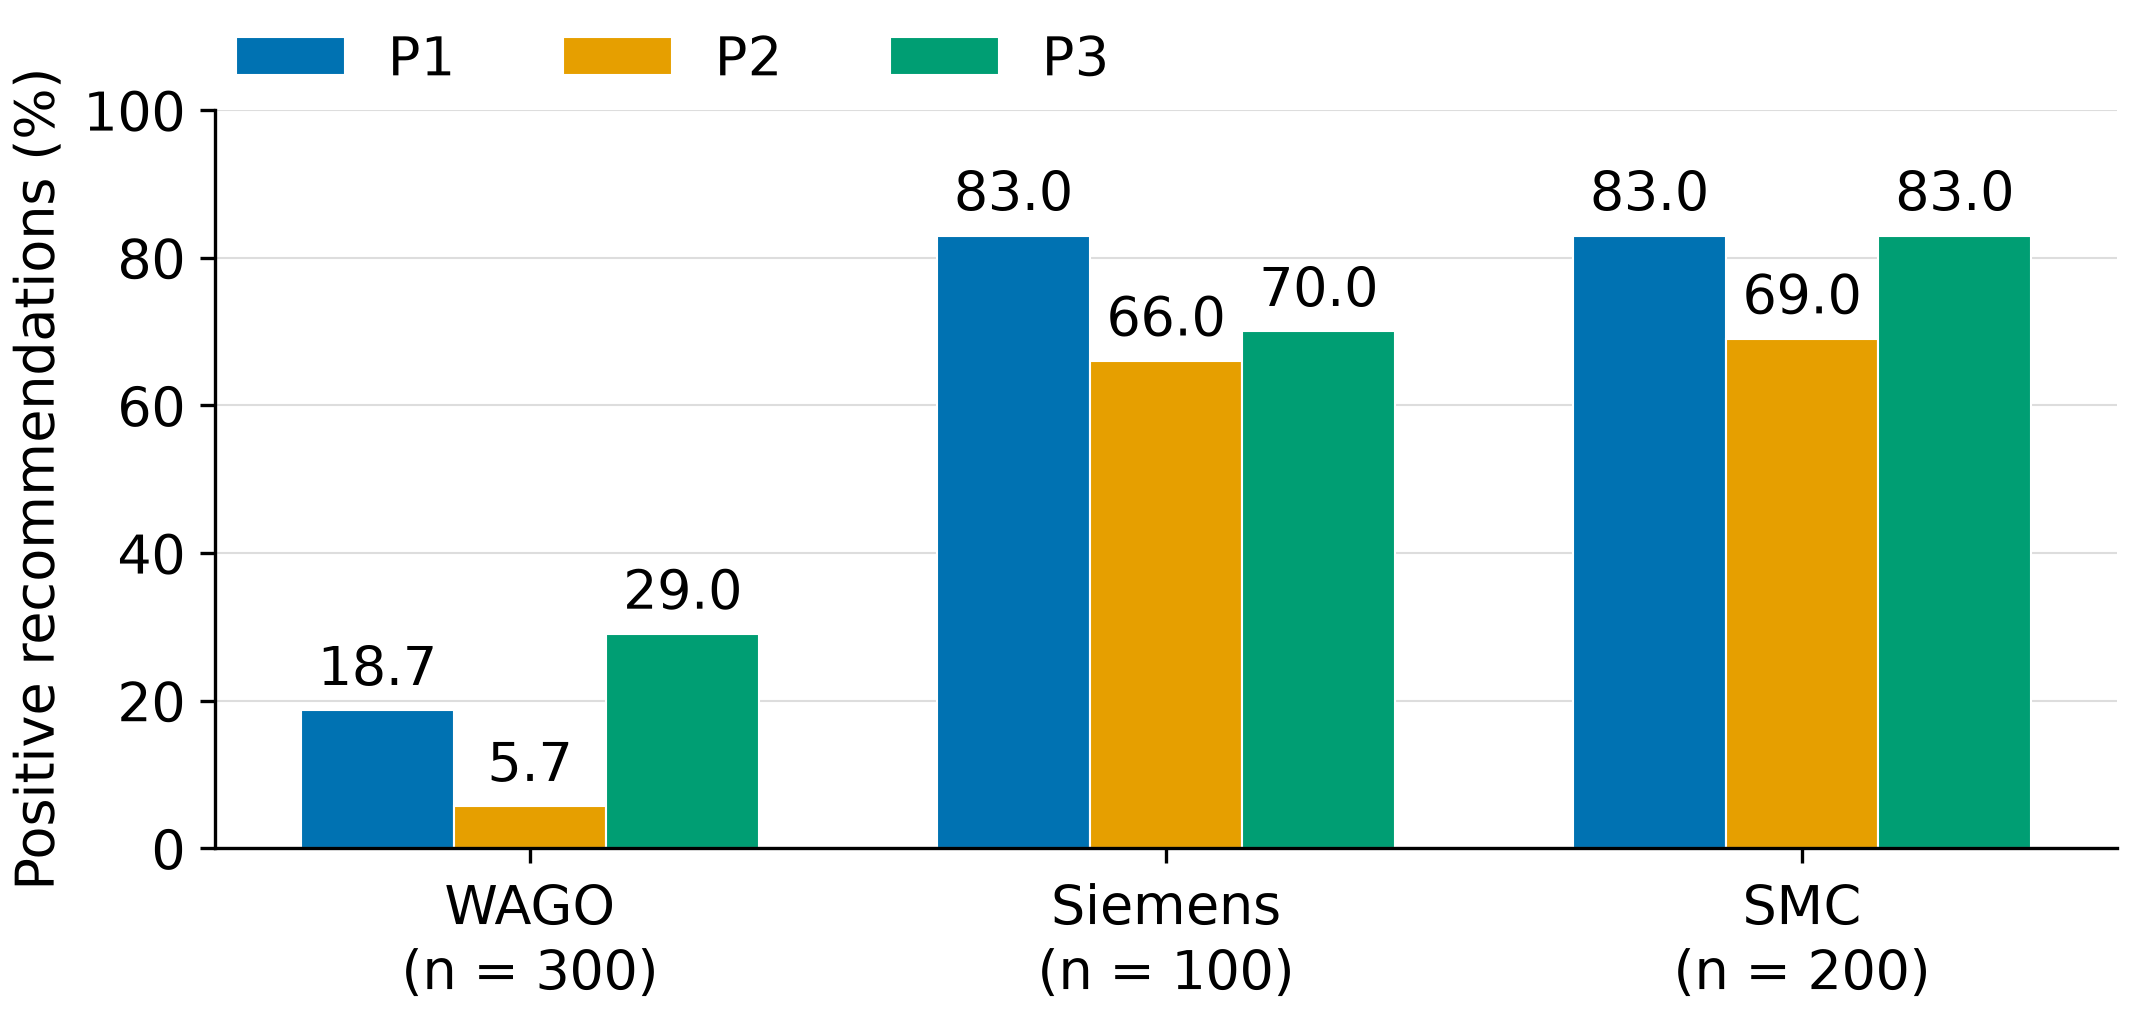 P1 P2 P3
Positive recommendations (%)
100
80
60
40
20
0
18.7
5.7
29.0
83.0
66.0
70.0
83.0
69.0
83.0
WAGO
(n = 300)
Siemens
(n = 100)
SMC
(n = 200)